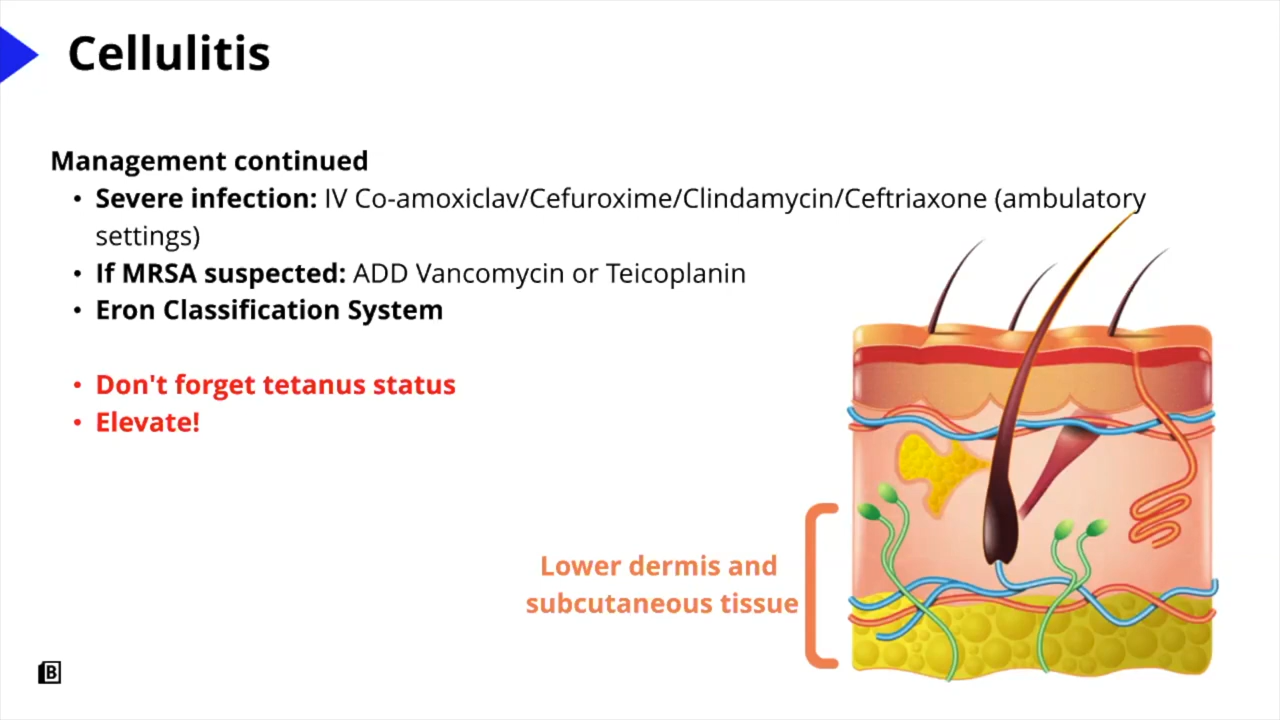 Cellulitis
Management continued
• Severe infection: IV Co-amoxiclav/Cefuroxime/Clindamycin/Ceftriaxone (ambulatory
settings)
• If MRSA suspected: ADD Vancomycin or Teicoplanin
• Eron Classification System
• Don't forget tetanus status
• Elevate!
Lower dermis and
subcutaneous tissue
B